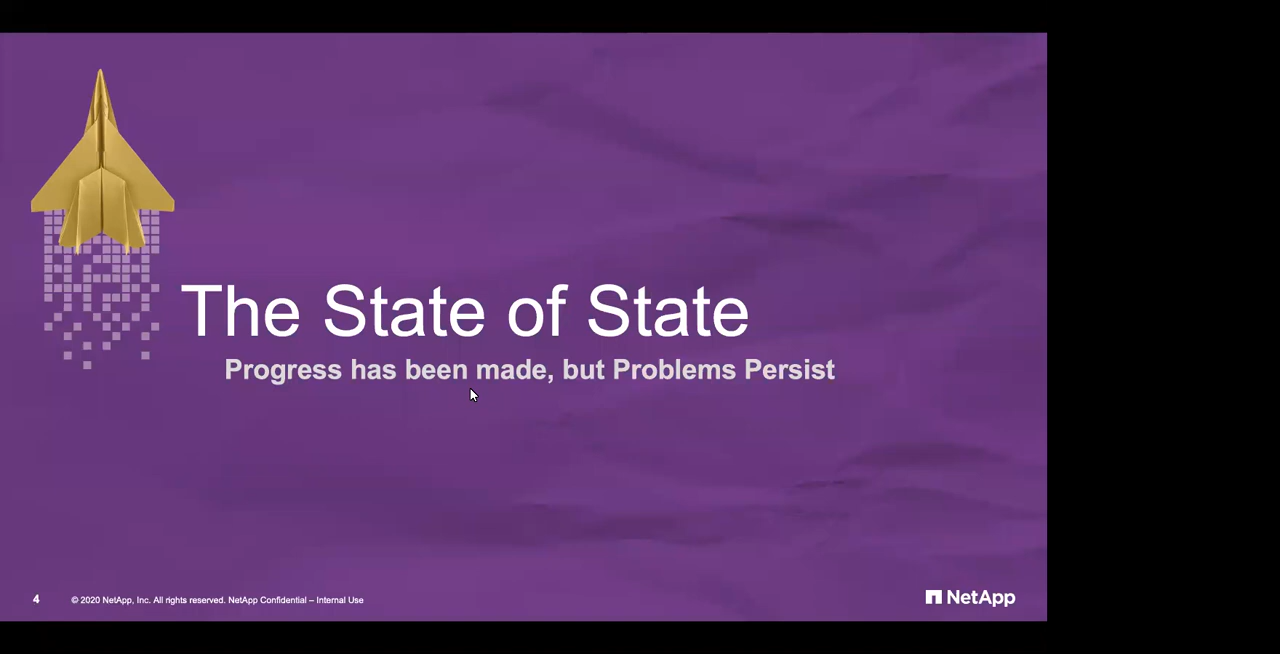 The State of State
Progress has been made, but Problems Persist
4 © 2020 NetApp, Inc. All rights reserved. NetApp Confidential – Internal Use
NetApp